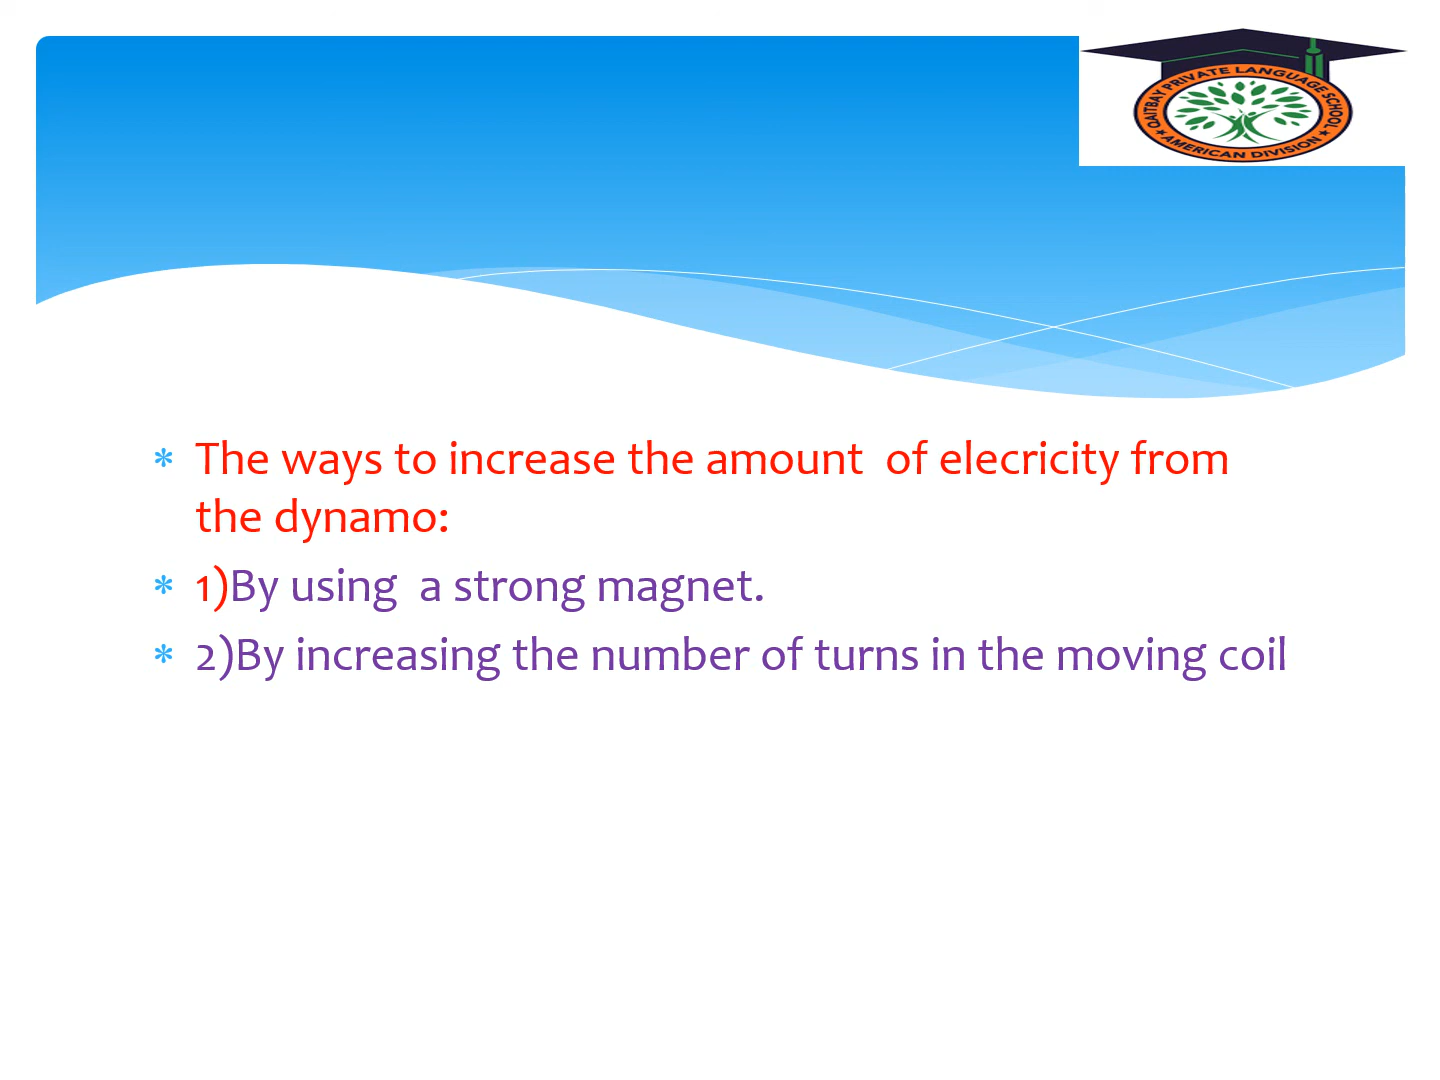 QAITBAY PRIVATE LANGUAGE SCHOOL
★ AMERICAN DIVISION ★
* The ways to increase the amount of elecricity from
the dynamo:
* 1)By using a strong magnet.
* 2)By increasing the number of turns in the moving coil